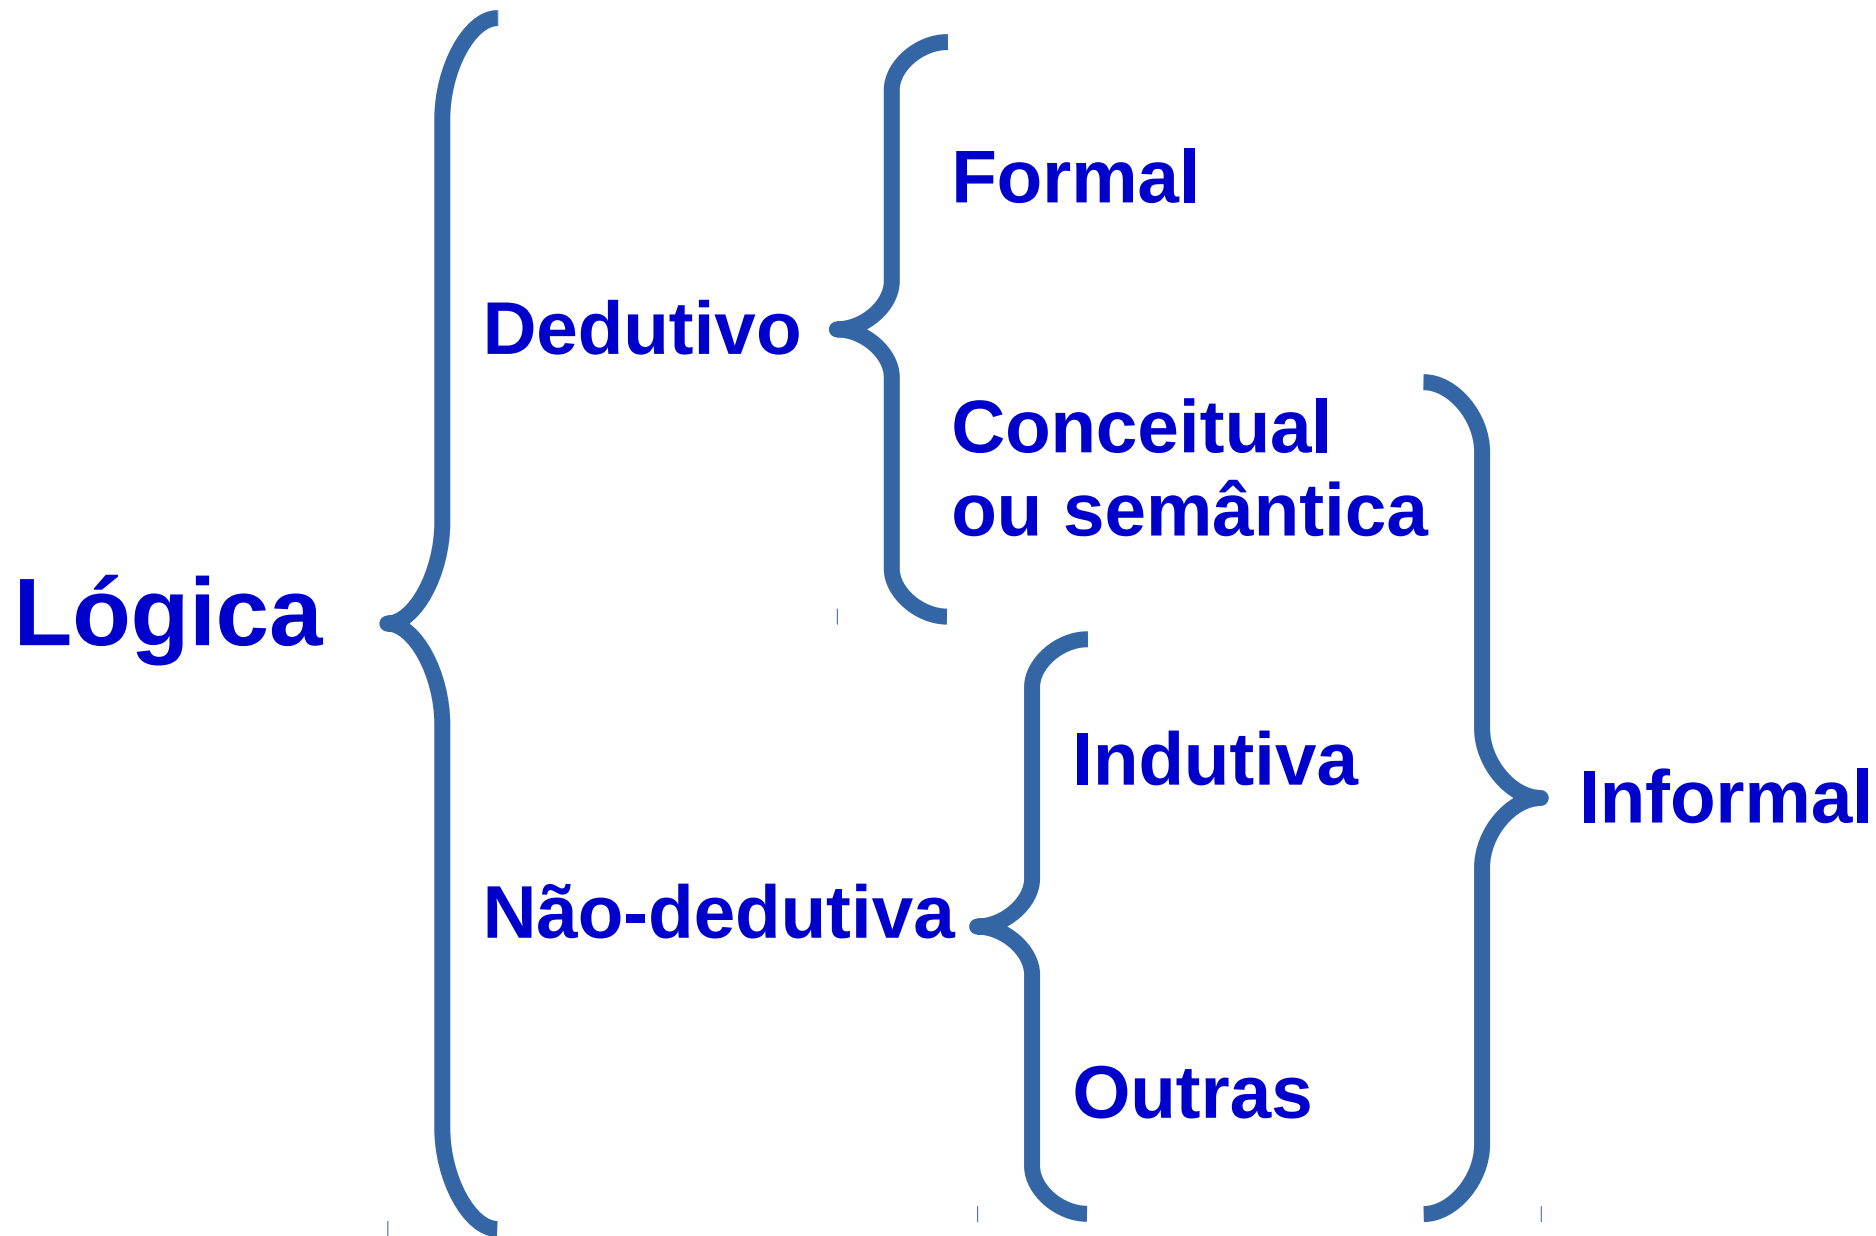 Formal
Dedutivo
Conceitual
ou semântica
Lógica
Indutiva
Informal
Não-dedutiva
Outras